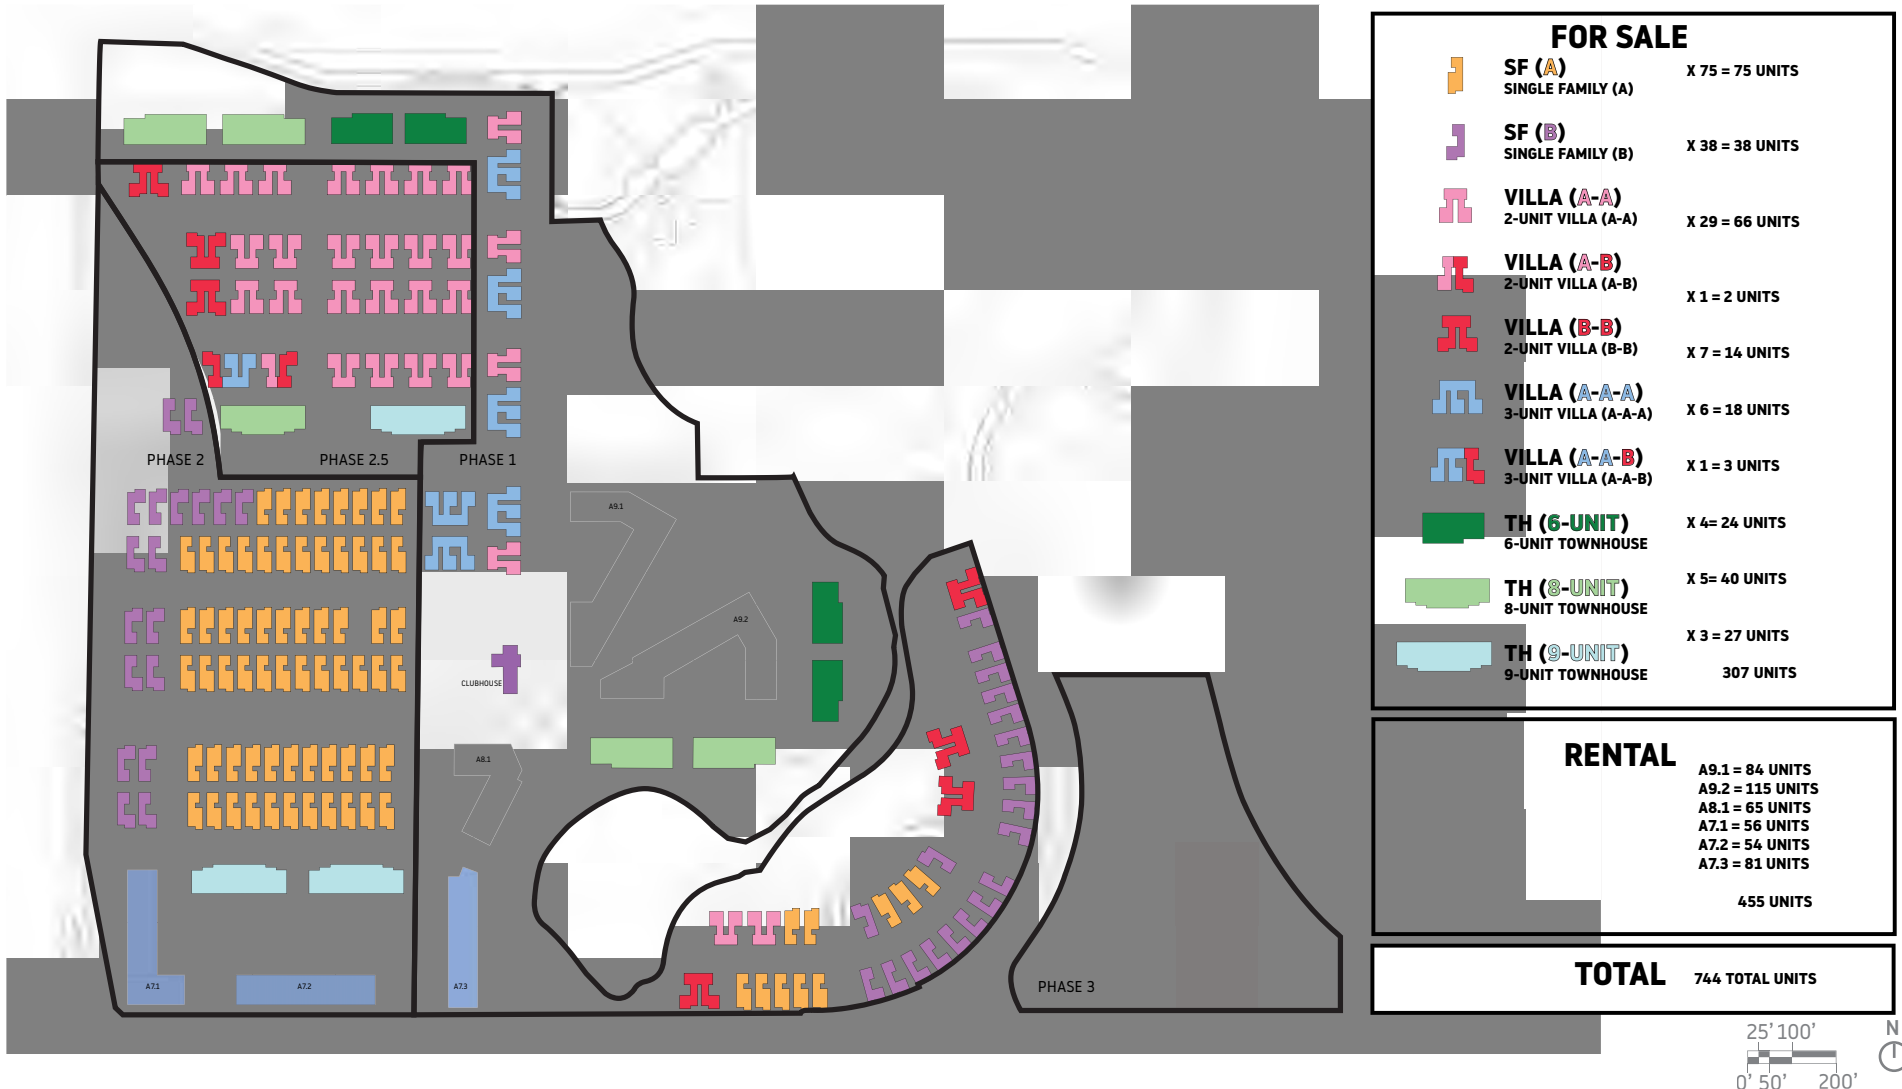 FOR SALE
SF (A)
SINGLE FAMILY (A)
X 75 = 75 UNITS
SF (B)
SINGLE FAMILY (B)
X 38 = 38 UNITS
VILLA (A-A)
2-UNIT VILLA (A-A)
X 29 = 66 UNITS
VILLA (A-B)
2-UNIT VILLA (A-B)
X 1 = 2 UNITS
VILLA (B-B)
2-UNIT VILLA (B-B)
X 7 = 14 UNITS
VILLA (A-A-A)
3-UNIT VILLA (A-A-A)
X 6 = 18 UNITS
VILLA (A-A-B)
3-UNIT VILLA (A-A-B)
X 1 = 3 UNITS
TH (6-UNIT)
6-UNIT TOWNHOUSE
X 4= 24 UNITS
TH (8-UNIT)
8-UNIT TOWNHOUSE
X 5= 40 UNITS
TH (9-UNIT)
9-UNIT TOWNHOUSE
X 3 = 27 UNITS
307 UNITS
RENTAL
A9.1 = 84 UNITS
A9.2 = 115 UNITS
A8.1 = 65 UNITS
A7.1 = 56 UNITS
A7.2 = 54 UNITS
A7.3 = 81 UNITS
455 UNITS
TOTAL 744 TOTAL UNITS
PHASE 2
PHASE 2.5
PHASE 1
A9.1
A9.2
CLUBHOUSE
A8.1
A7.1
A7.2
A7.3
PHASE 3
25' 100'
0' 50' 200'
N